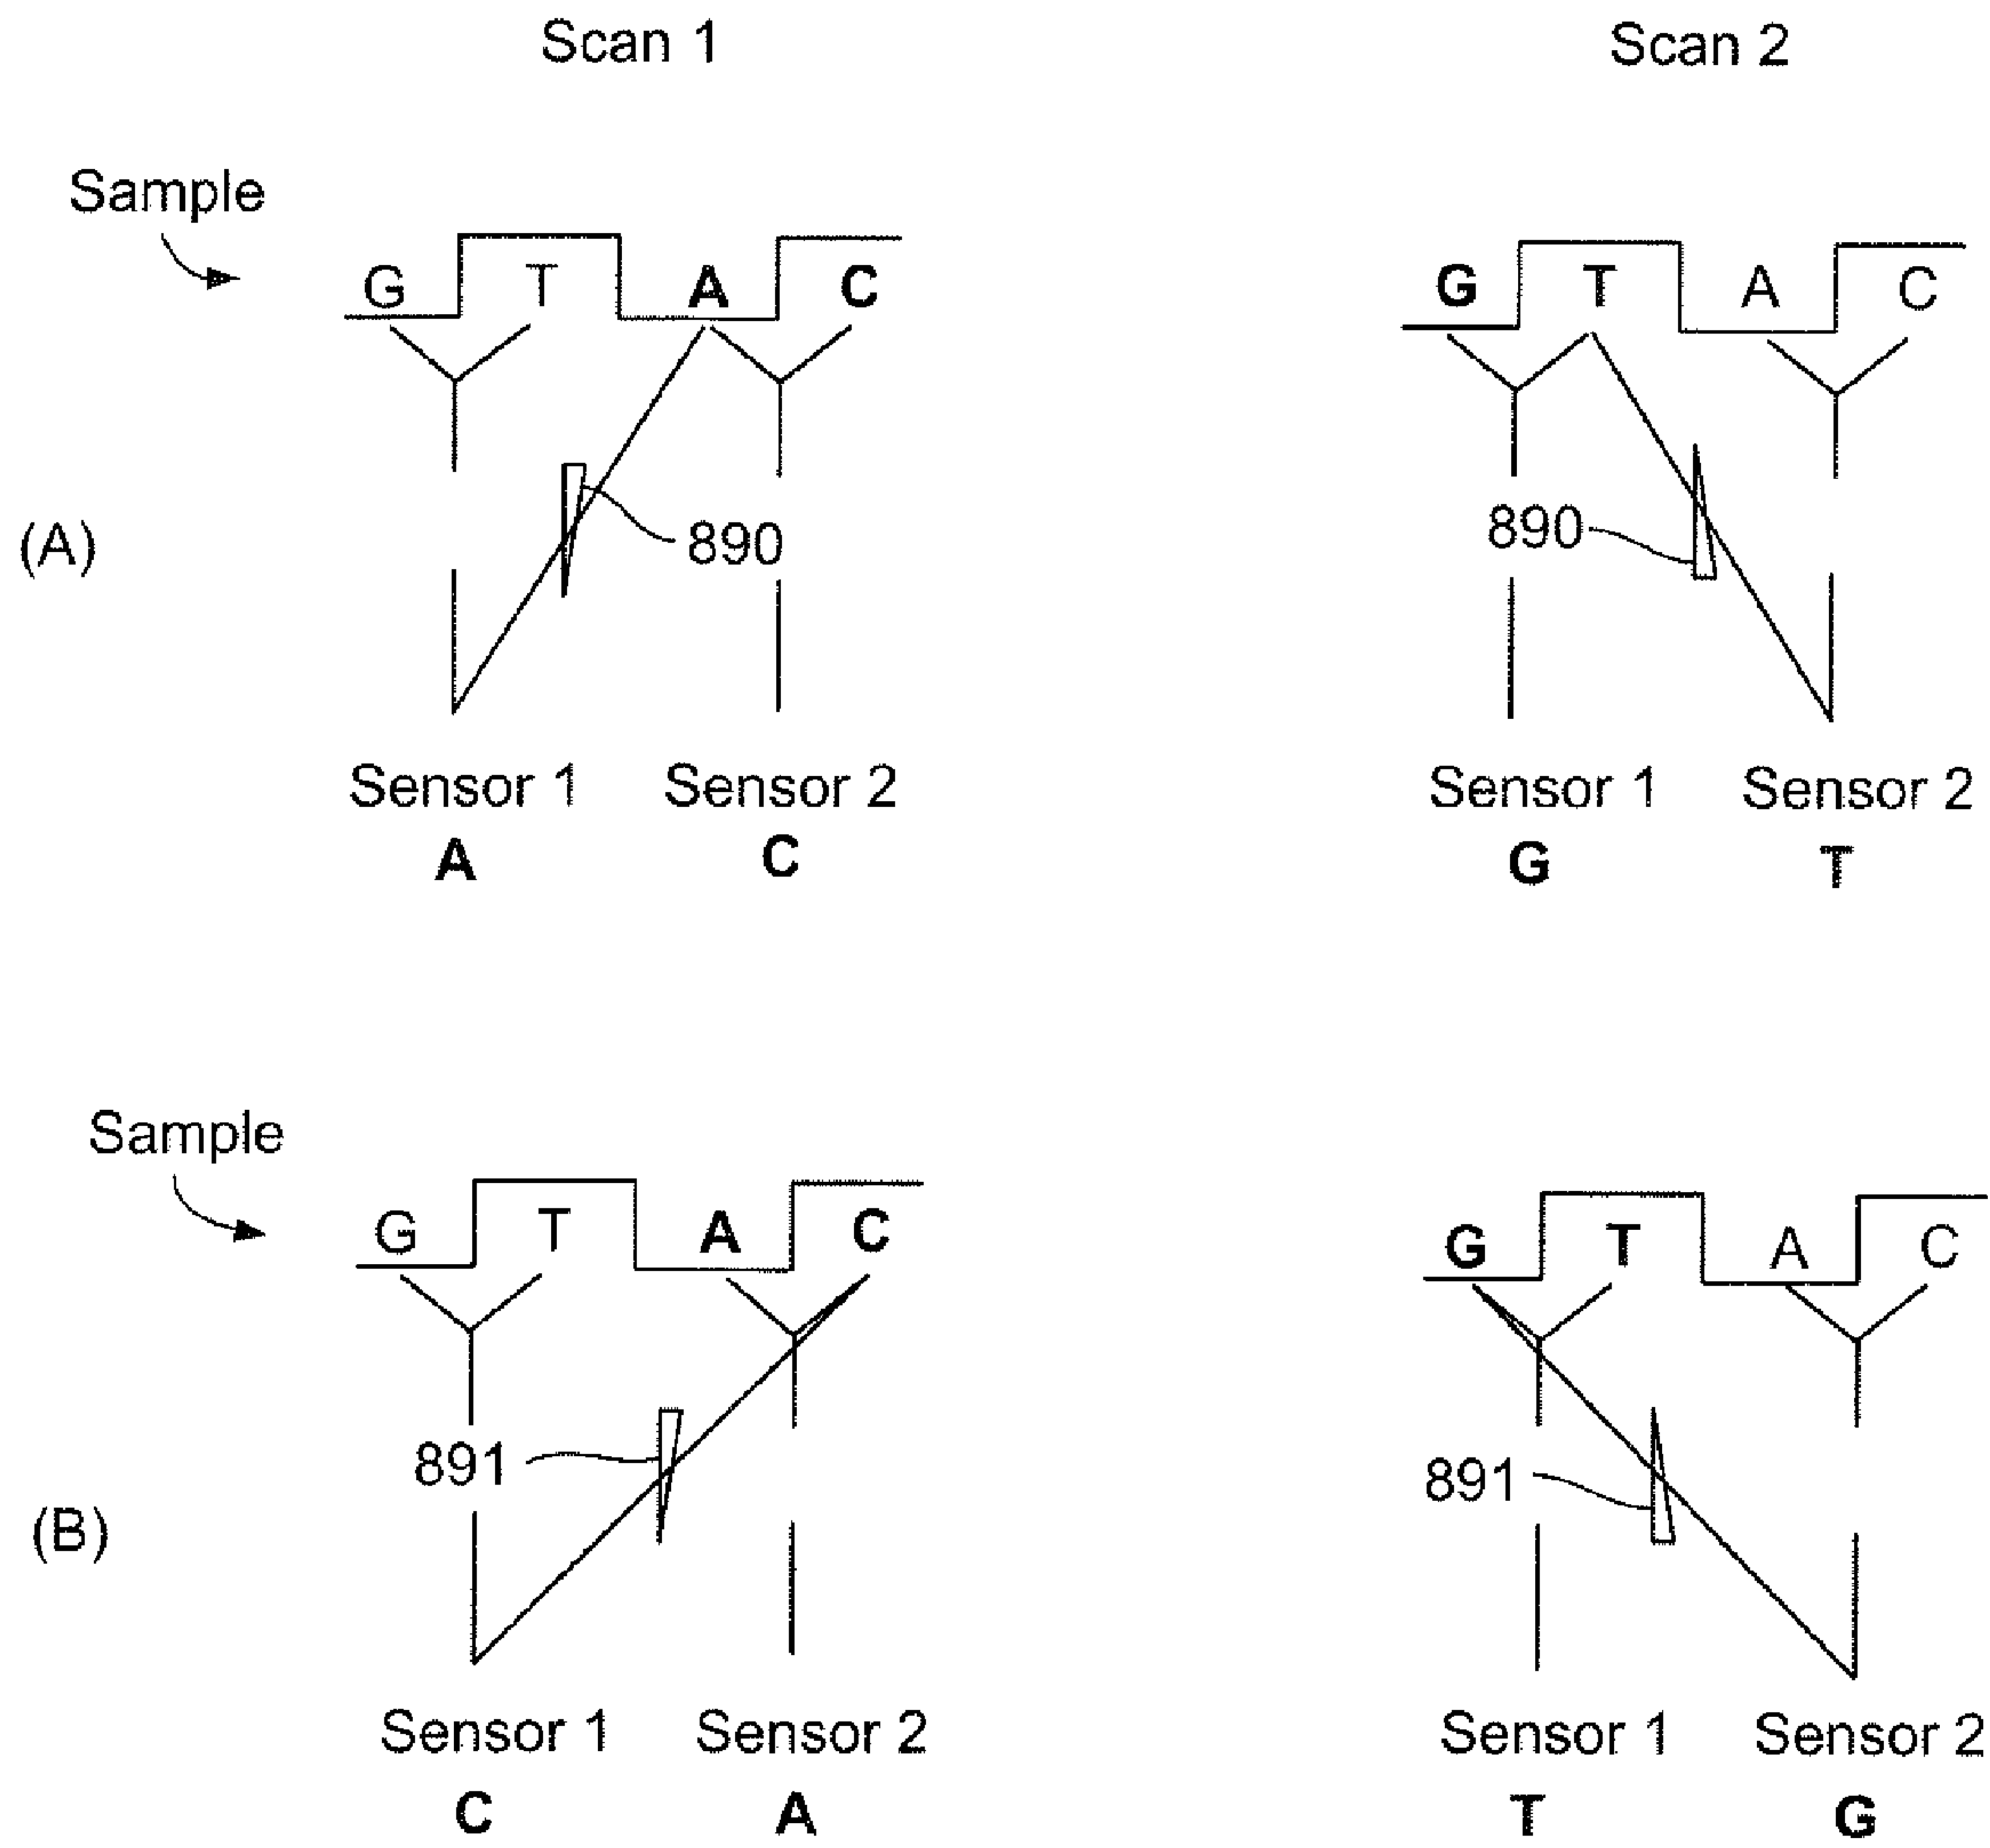 Scan 1 Scan 2
Sample
G T A C G T A C
(A) 890 890
Sensor 1 Sensor 2 Sensor 1 Sensor 2
A C G T
Sample
G T A C G T A C
891 891
(B)
Sensor 1 Sensor 2 Sensor 1 Sensor 2
C A T G